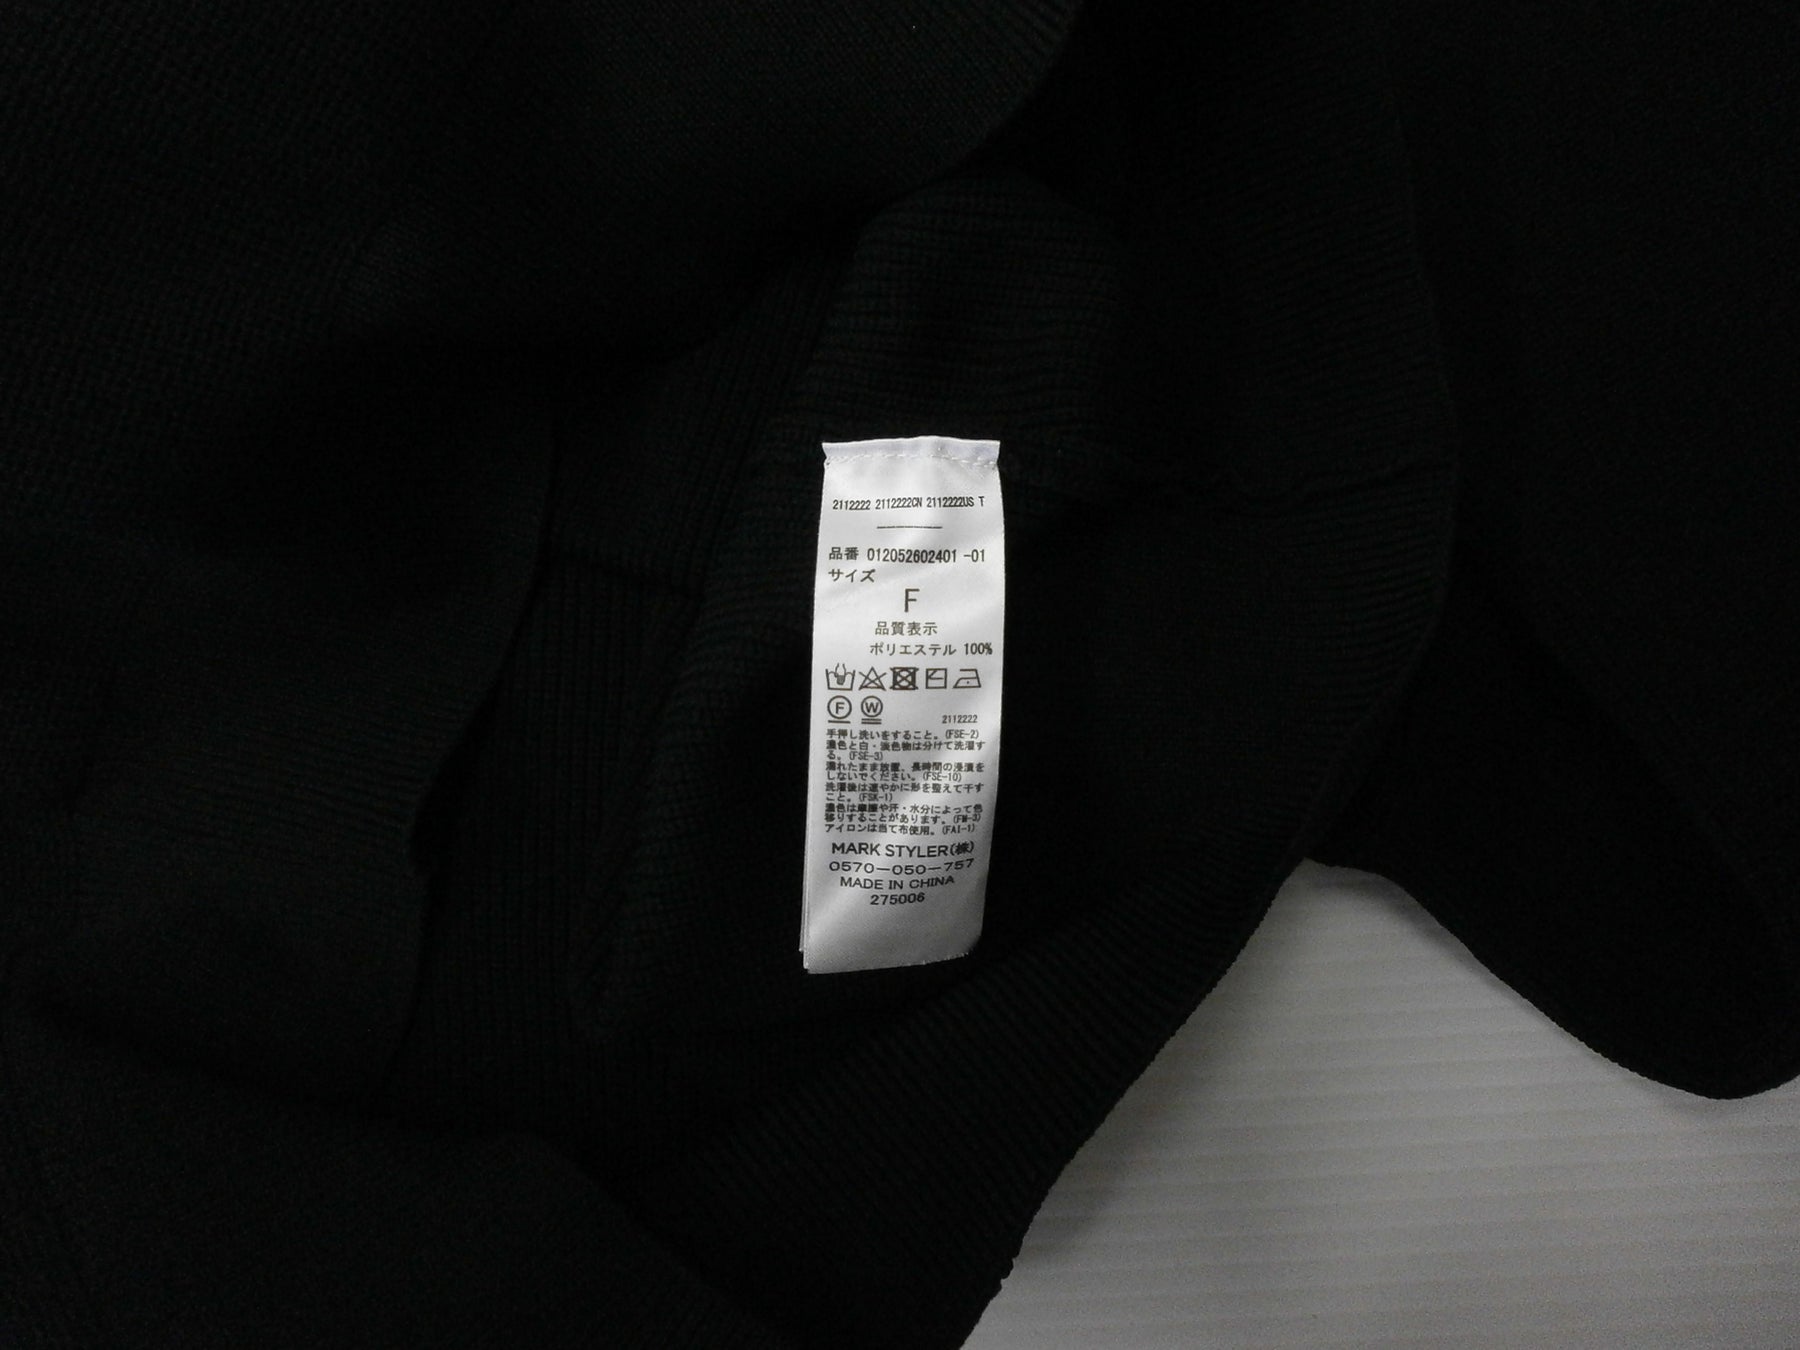 2112222 2112222CN 2112222US T
品番 012052602401 -01
サイズ
F
品質表示
ポリエステル 100%
F W
2112222
手押し洗いをすること。(FSE-2)
濃色と白・淡色物は分けて洗濯す
る。(FSE-3)
濡れたまま放置、長時間の浸漬を
しないでください。(FSE-10)
洗濯後は速やかに形を整えて干す
こと。(FSK-1)
濃色は摩擦や汗・水分によって色
移りすることがあります。(FM-3)
アイロンは当て布使用。(FAI-1)
MARK STYLER(株)
0570-050-757
MADE IN CHINA
275006